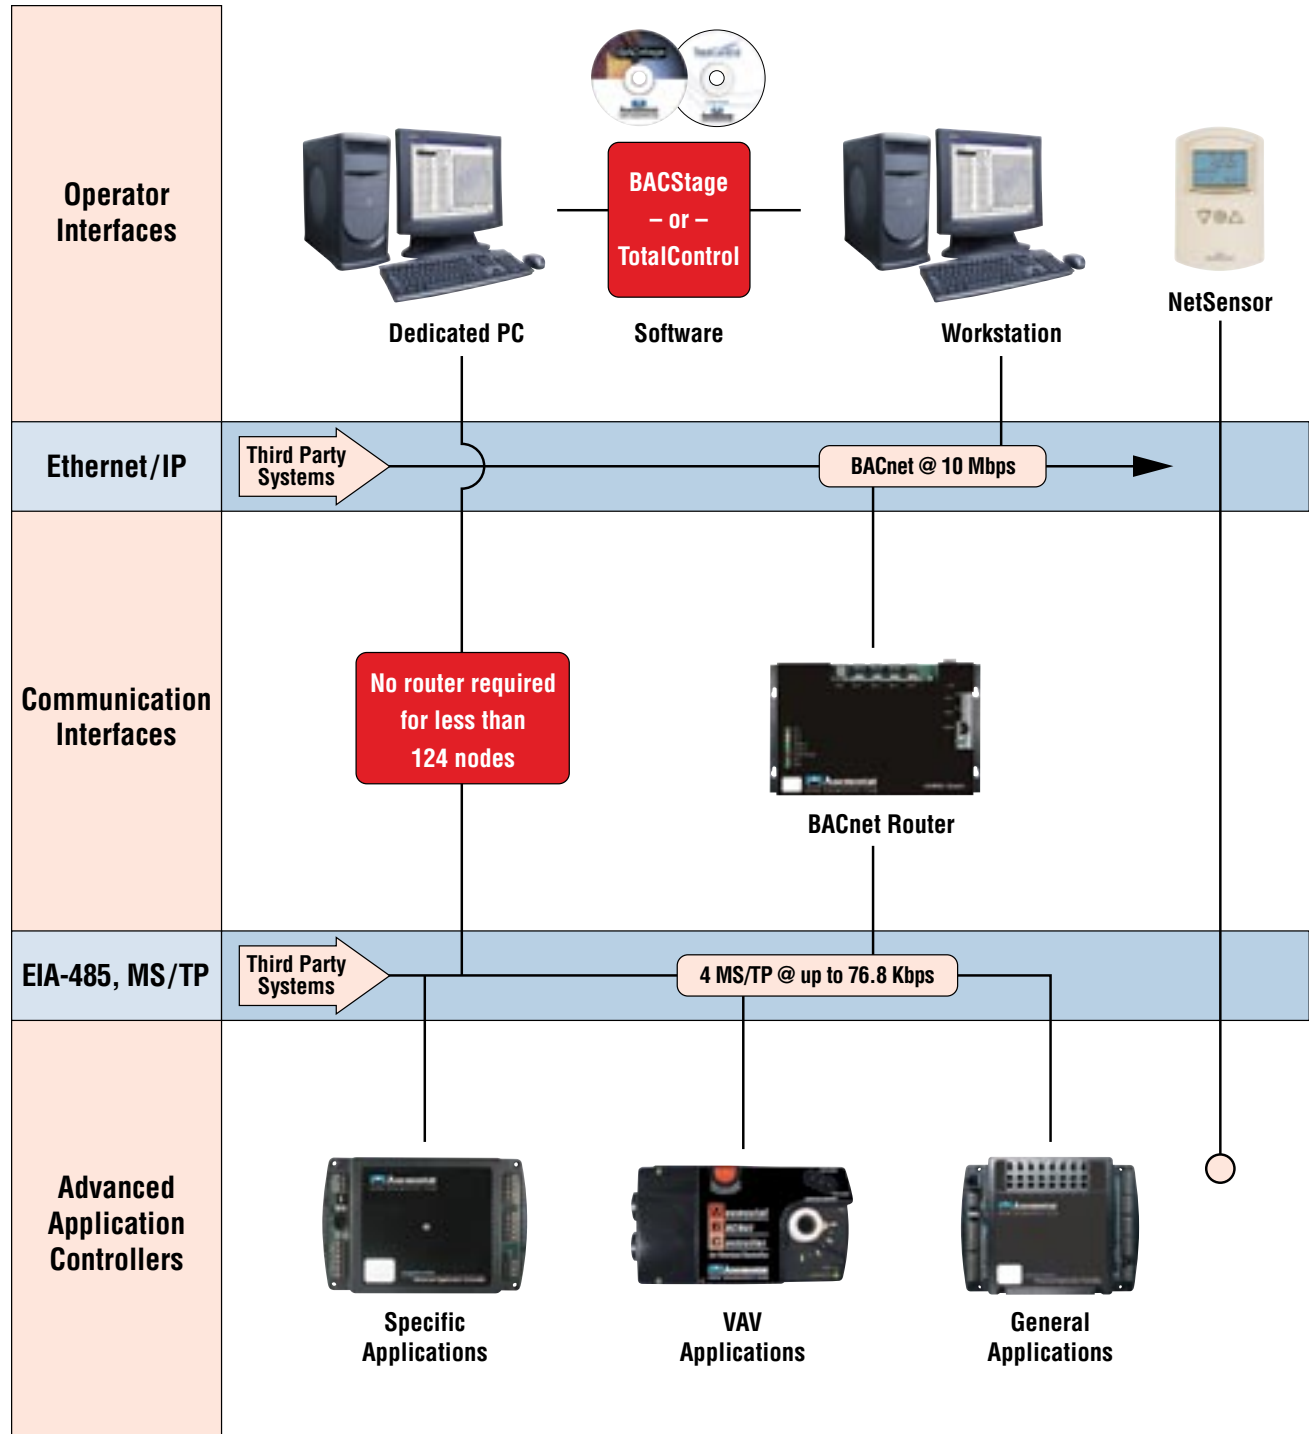 BACStage
– or –
TotalControl
Operator
Interfaces
NetSensor
Dedicated PC
Software
Workstation
Ethernet/IP
Third Party
Systems
BACnet @ 10 Mbps
Communication
Interfaces
No router required
for less than
124 nodes
BACnet Router
EIA-485, MS/TP
Third Party
Systems
4 MS/TP @ up to 76.8 Kbps
Advanced
Application
Controllers
Specific
Applications
VAV
Applications
General
Applications